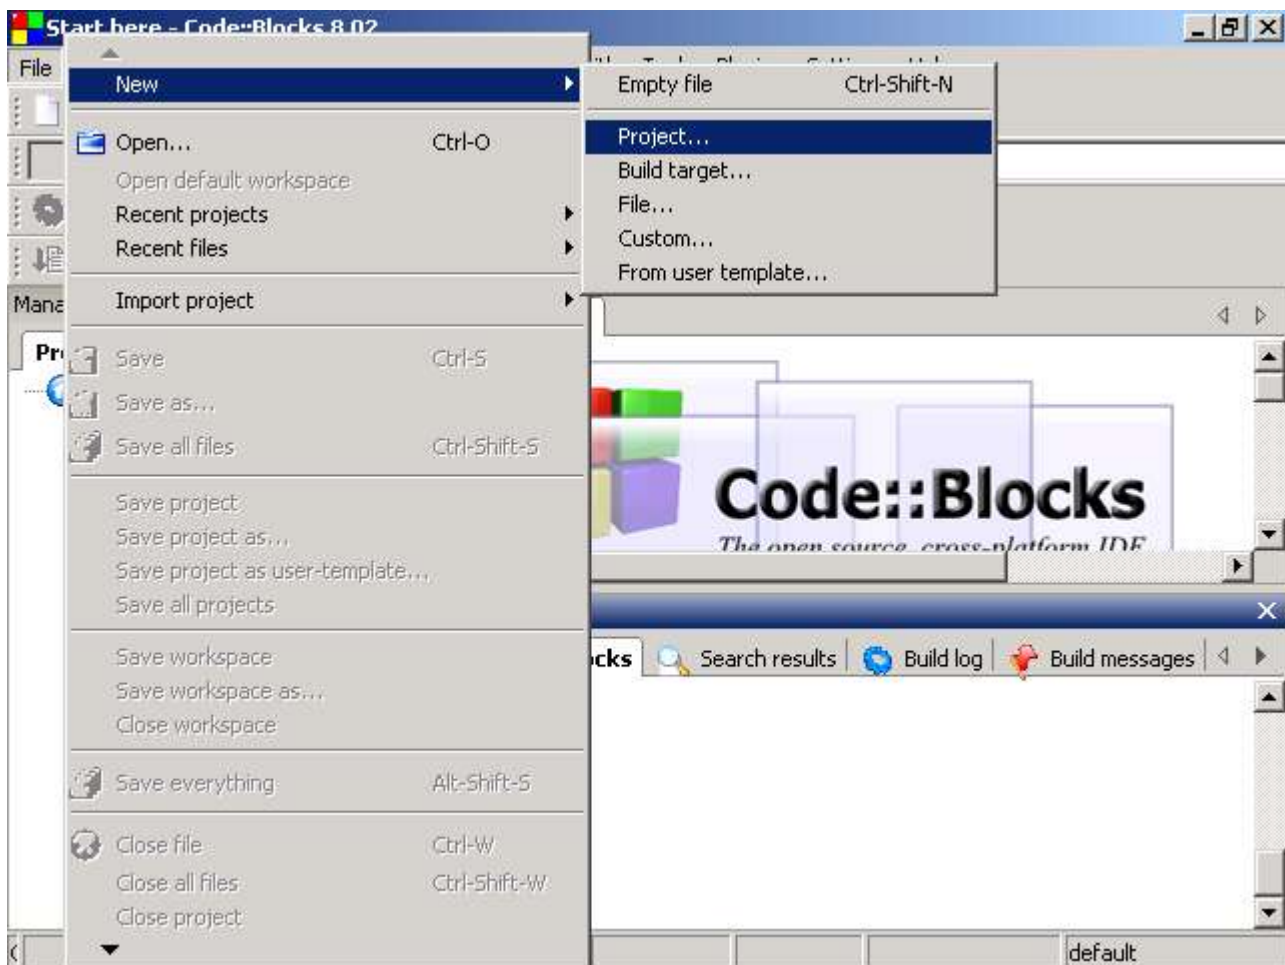 Start here - Code::Blocks 8.02
File
New
Empty file Ctrl-Shift-N
Project...
Open... Ctrl-O
Build target...
Open default workspace
File...
Recent projects
Custom...
Recent files
From user template...
Import project
Save Ctrl-S
Save as...
Save all files Ctrl-Shift-S
Code::Blocks
The open source, cross-platform IDE
Save project
Save project as...
Save project as user-template...
Save all projects
Save workspace
Search results Build log Build messages
Save workspace as...
Close workspace
Save everything Alt-Shift-S
Close file Ctrl-W
Close all files Ctrl-Shift-W
Close project
default